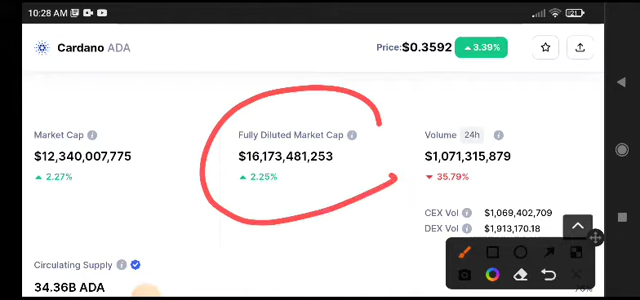 10:28 AM
21
Cardano ADA
Price:$0.3592 3.39%
Market Cap
Fully Diluted Market Cap
Volume 24h
$12,340,007,775
$16,173,481,253
$1,071,315,879
2.27%
2.25%
35.79%
CEX Vol $1,069,402,709
DEX Vol $1,913,170.18
Circulating Supply
34.36B ADA